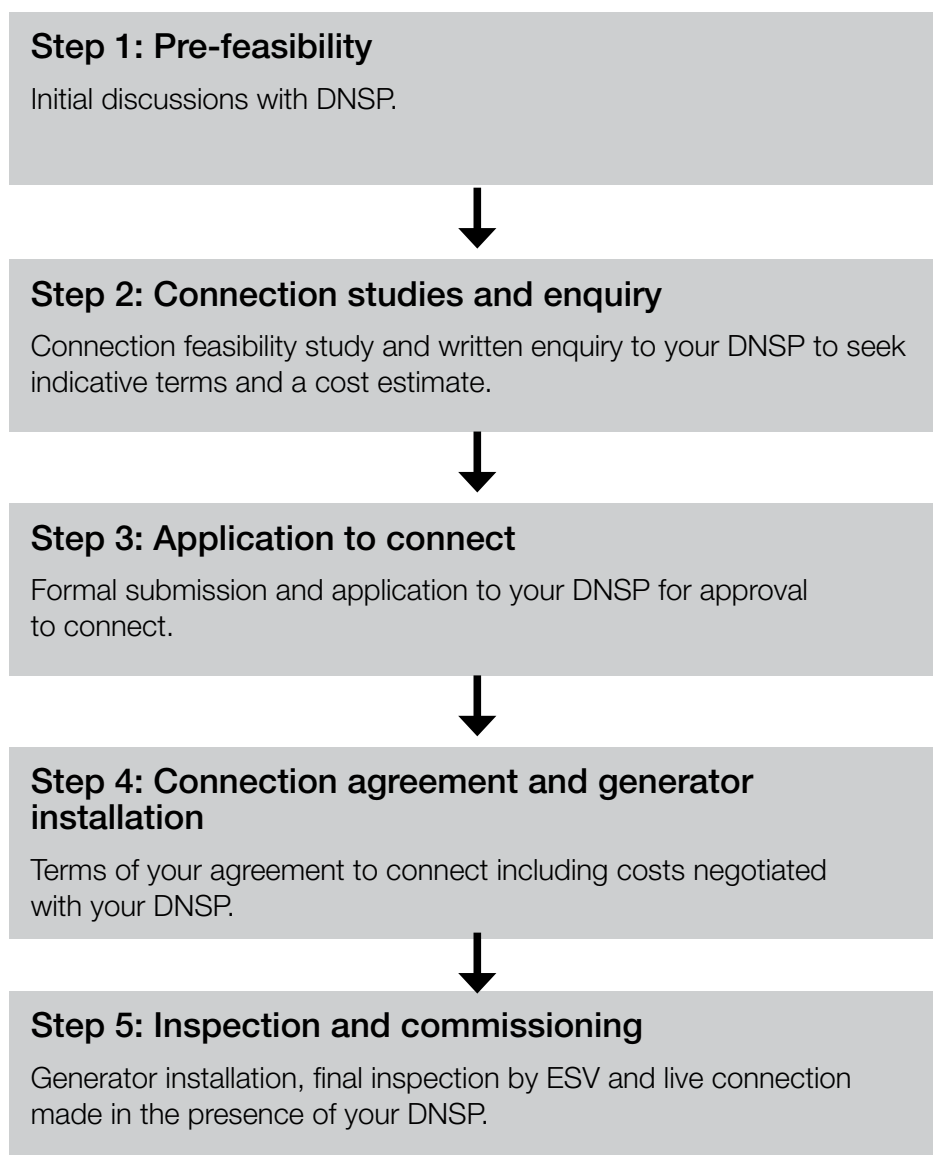 Step 1: Pre-feasibility
Initial discussions with DNSP.
Step 2: Connection studies and enquiry
Connection feasibility study and written enquiry to your DNSP to seek
indicative terms and a cost estimate.
Step 3: Application to connect
Formal submission and application to your DNSP for approval
to connect.
Step 4: Connection agreement and generator
installation
Terms of your agreement to connect including costs negotiated
with your DNSP.
Step 5: Inspection and commissioning
Generator installation, final inspection by ESV and live connection
made in the presence of your DNSP.